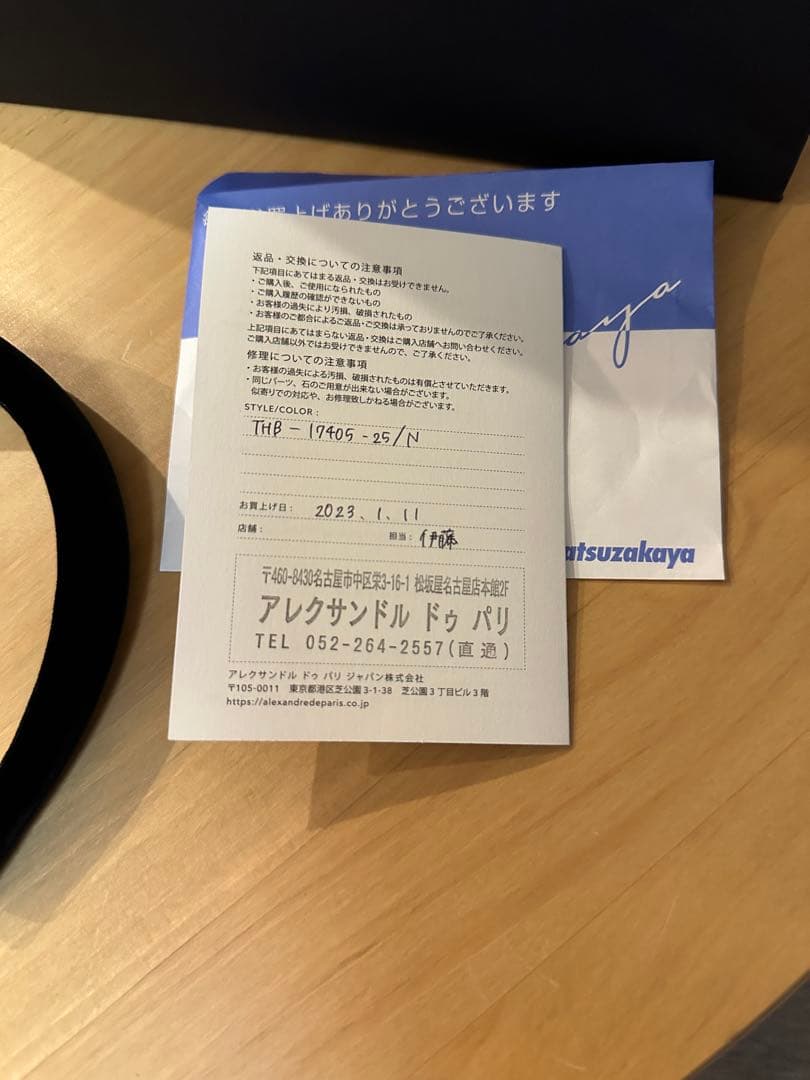 上げありがとうございます
aya
atsuzakaya
返品・交換についての注意事項
下記項目にあてはまる返品・交換はお受けできません。
・ご購入後、ご使用になられたもの
・ご購入履歴の確認ができないもの
・お客様の過失により汚損、破損されたもの
・お客様のご都合によるご返品・ご交換は承っておりませんのでご了承ください。
上記項目にあてはまらない返品・交換はご購入店舗へお問い合わせください。
ご購入店舗以外ではお受けできませんので、ご了承ください。
修理についての注意事項
・お客様の過失による汚損、破損されたものは有償とさせていただきます。
・同じパーツ、石のご用意が出来ない場合がございます。
似寄りでの対応や、お修理致しかねる場合がございます。
STYLE/COLOR :
THB - 17405 - 25/N
お買上げ日: 2023. 1. 11
店舗: 担当: 伊藤
〒460-8430名古屋市中区栄3-16-1 松坂屋名古屋店本館2F
アレクサンドル ドゥ パリ
TEL 052-264-2557(直通)
アレクサンドル ドゥ パリ ジャパン株式会社
〒105-0011 東京都港区芝公園3-1-38 芝公園3丁目ビル3階
https://alexandredeparis.co.jp